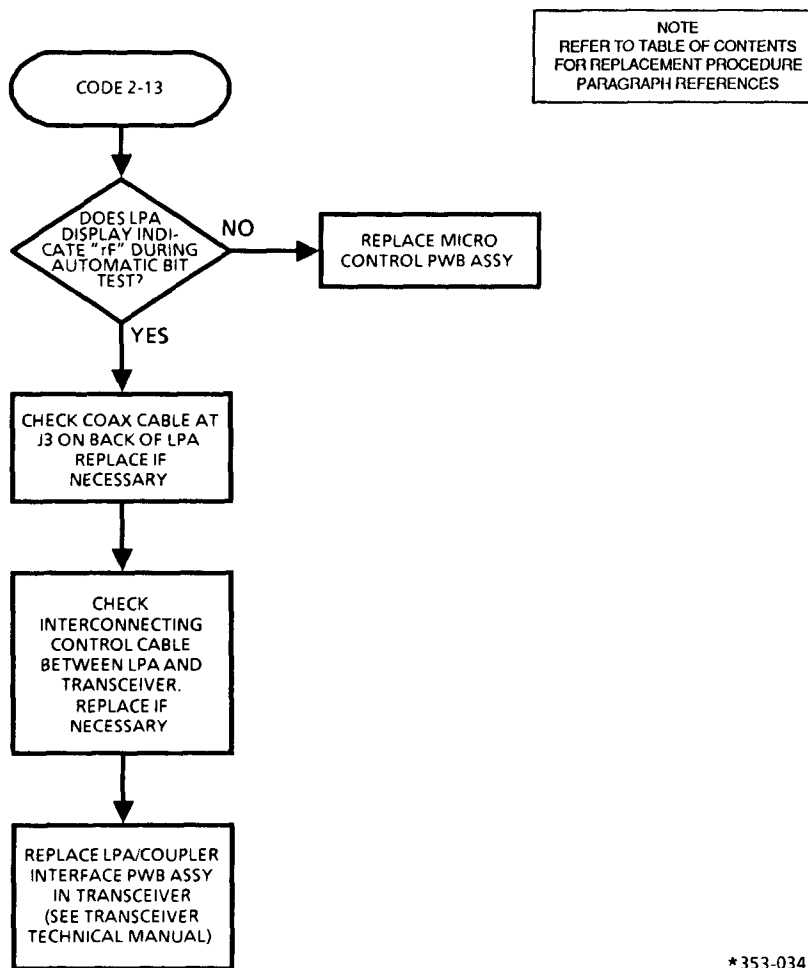 NOTE
REFER TO TABLE OF CONTENTS
FOR REPLACEMENT PROCEDURE
PARAGRAPH REFERENCES
CODE 2-13
DOES LPA
DISPLAY INDI-
CATE "rF" DURING
AUTOMATIC BIT
TEST?
NO
REPLACE MICRO
CONTROL PWB ASSY
YES
CHECK COAX CABLE AT
J3 ON BACK OF LPA
REPLACE IF
NECESSARY
CHECK
INTERCONNECTING
CONTROL CABLE
BETWEEN LPA AND
TRANSCEIVER.
REPLACE IF
NECESSARY
REPLACE LPA/COUPLER
INTERFACE PWB ASSY
IN TRANSCEIVER
(SEE TRANSCEIVER
TECHNICAL MANUAL)
*353-034